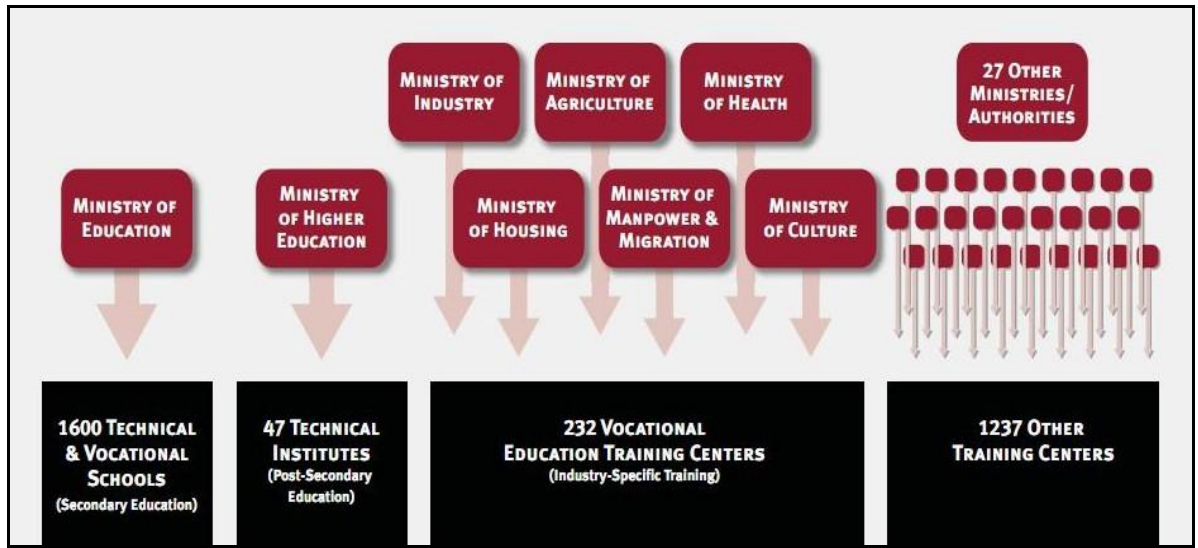 MINISTRY OF
INDUSTRY
MINISTRY OF
AGRICULTURE
MINISTRY
OF HEALTH
27 OTHER
MINISTRIES/
AUTHORITIES
MINISTRY OF
EDUCATION
MINISTRY
OF HIGHER
EDUCATION
MINISTRY
OF HOUSING
MINISTRY OF
MANPOWER &
MIGRATION
MINISTRY
OF CULTURE
1600 TECHNICAL
& VOCATIONAL
SCHOOLS
(Secondary Education)
47 TECHNICAL
INSTITUTES
(Post-Secondary
Education)
232 VOCATIONAL
EDUCATION TRAINING CENTERS
(Industry-Specific Training)
1237 OTHER
TRAINING CENTERS